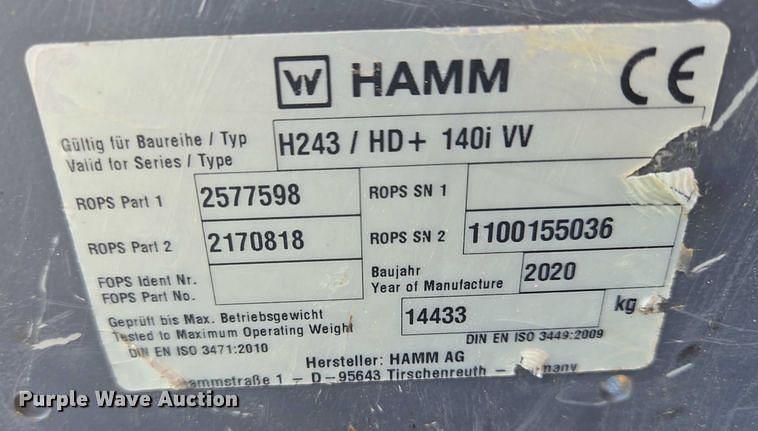 HAMM CE
Gültig für Baureihe / Typ
Valid for Series / Type
H243 / HD+ 140i VV
ROPS Part 1 2577598 ROPS SN 1
ROPS Part 2 2170818 ROPS SN 2 1100155036
FOPS Ident Nr.
FOPS Part No.
Baujahr
Year of Manufacture 2020
Geprüft bis Max. Betriebsgewicht
Tested to Maximum Operating Weight 14433 kg
DIN EN ISO 3471:2010 DIN EN ISO 3449:2009
Hersteller: HAMM AG
ammstraße 1 - D-95643 Tirschenreuth - many
Purple Wave Auction